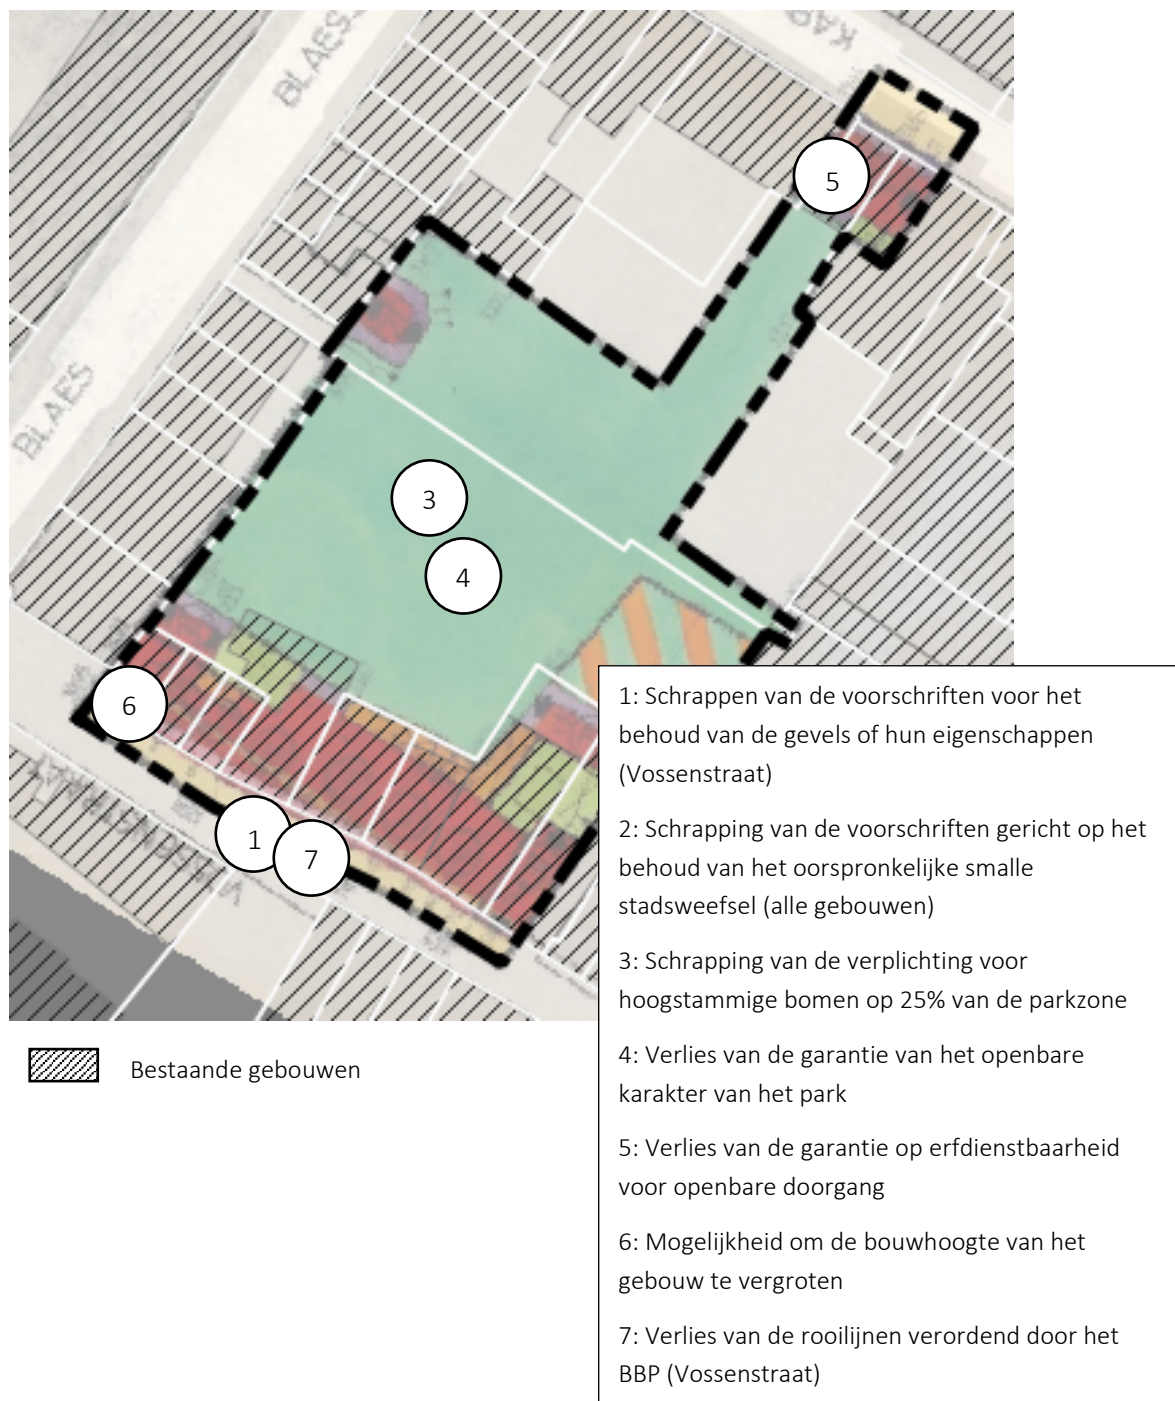 BLAES
KAP
5
BLAES
3
4
6
1
7
VOSSENSTRAAT
1: Schrappen van de voorschriften voor het
behoud van de gevels of hun eigenschappen
(Vossenstraat)
2: Schrapping van de voorschriften gericht op het
behoud van het oorspronkelijke smalle
stadsweefsel (alle gebouwen)
3: Schrapping van de verplichting voor
hoogstammige bomen op 25% van de parkzone
4: Verlies van de garantie van het openbare
karakter van het park
5: Verlies van de garantie op erfdienstbaarheid
voor openbare doorgang
6: Mogelijkheid om de bouwhoogte van het
gebouw te vergroten
7: Verlies van de rooilijnen verordend door het
BBP (Vossenstraat)
Bestaande gebouwen